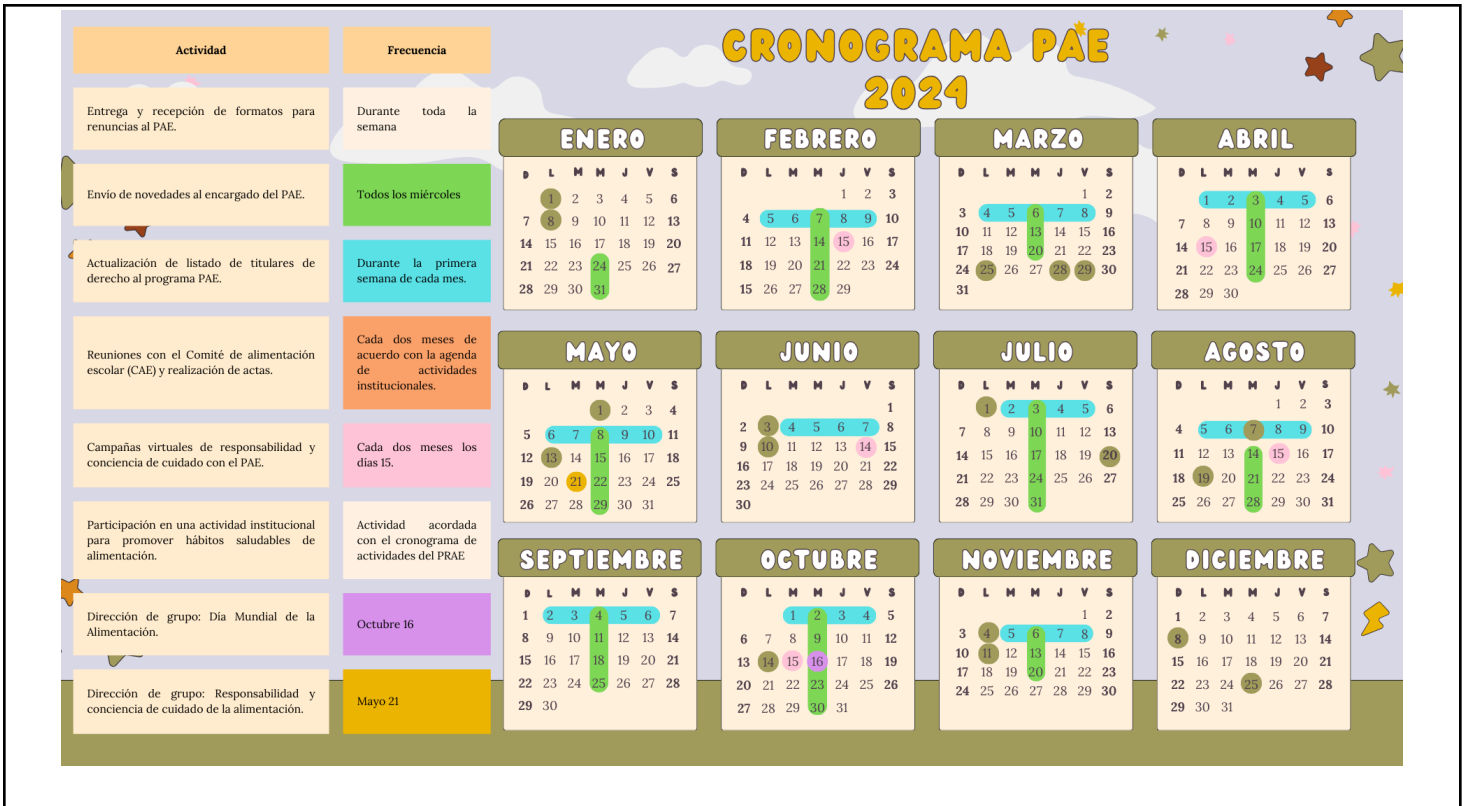 CRONOGRAMA PAE
2024
Actividad Frecuencia
Entrega y recepción de formatos para
renuncias al PAE.
Durante toda la
semana
Envío de novedades al encargado del PAE.
Todos los miércoles
Actualización de listado de titulares de
derecho al programa PAE.
Durante la primera
semana de cada mes.
Reuniones con el Comité de alimentación
escolar (CAE) y realización de actas.
Cada dos meses de
acuerdo con la agenda
de actividades
institucionales.
Campañas virtuales de responsabilidad y
conciencia de cuidado con el PAE.
Cada dos meses los
días 15.
Participación en una actividad institucional
para promover hábitos saludables de
alimentación.
Actividad acordada
con el cronograma de
actividades del PRAE
Dirección de grupo: Día Mundial de la
Alimentación.
Octubre 16
Dirección de grupo: Responsabilidad y
conciencia de cuidado de la alimentación.
Mayo 21
ENERO
D L M M J V S
1 2 3 4 5 6
7 8 9 10 11 12 13
14 15 16 17 18 19 20
21 22 23 24 25 26 27
28 29 30 31
FEBRERO
D L M M J V S
1 2 3
4 5 6 7 8 9 10
11 12 13 14 15 16 17
18 19 20 21 22 23 24
15 26 27 28 29
MARZO
D L M M J V S
1 2
3 4 5 6 7 8 9
10 11 12 13 14 15 16
17 18 19 20 21 22 23
24 25 26 27 28 29 30
31
ABRIL
D L M M J V S
1 2 3 4 5 6
7 8 9 10 11 12 13
14 15 16 17 18 19 20
21 22 23 24 25 26 27
28 29 30
MAYO
D L M M J V S
1 2 3 4
5 6 7 8 9 10 11
12 13 14 15 16 17 18
19 20 21 22 23 24 25
26 27 28 29 30 31
JUNIO
D L M M J V S
1
2 3 4 5 6 7 8
9 10 11 12 13 14 15
16 17 18 19 20 21 22
23 24 25 26 27 28 29
30
JULIO
D L M M J V S
1 2 3 4 5 6
7 8 9 10 11 12 13
14 15 16 17 18 19 20
21 22 23 24 25 26 27
28 29 30 31
AGOSTO
D L M M J V S
1 2 3
4 5 6 7 8 9 10
11 12 13 14 15 16 17
18 19 20 21 22 23 24
25 26 27 28 29 30 31
SEPTIEMBRE
D L M M J V S
1 2 3 4 5 6 7
8 9 10 11 12 13 14
15 16 17 18 19 20 21
22 23 24 25 26 27 28
29 30
OCTUBRE
D L M M J V S
1 2 3 4 5
6 7 8 9 10 11 12
13 14 15 16 17 18 19
20 21 22 23 24 25 26
27 28 29 30 31
NOVIEMBRE
D L M M J V S
1 2
3 4 5 6 7 8 9
10 11 12 13 14 15 16
17 18 19 20 21 22 23
24 25 26 27 28 29 30
DICIEMBRE
D L M M J V S
1 2 3 4 5 6 7
8 9 10 11 12 13 14
15 16 17 18 19 20 21
22 23 24 25 26 27 28
29 30 31